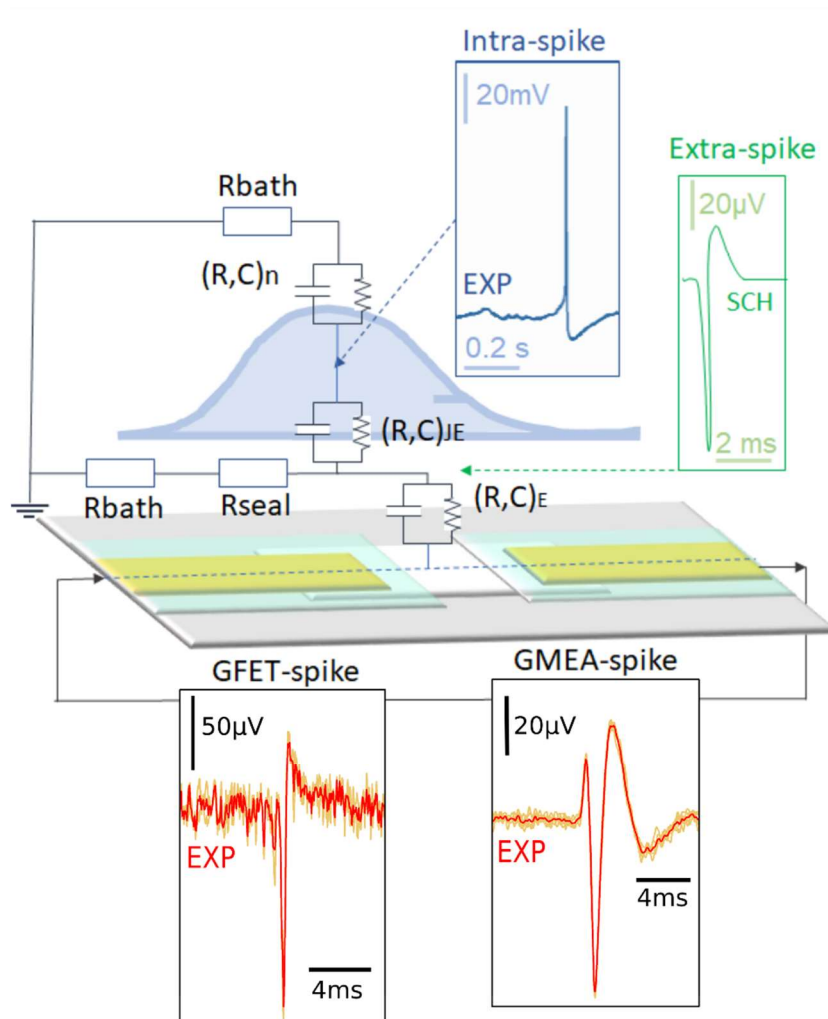 Intra-spike
20mV
EXP
0.2 s
Extra-spike
20µV
SCH
2 ms
Rbath
(R,C)n
(R,C)JE
Rbath
Rseal
(R,C)E
GFET-spike
50µV
EXP
4ms
GMEA-spike
20µV
EXP
4ms